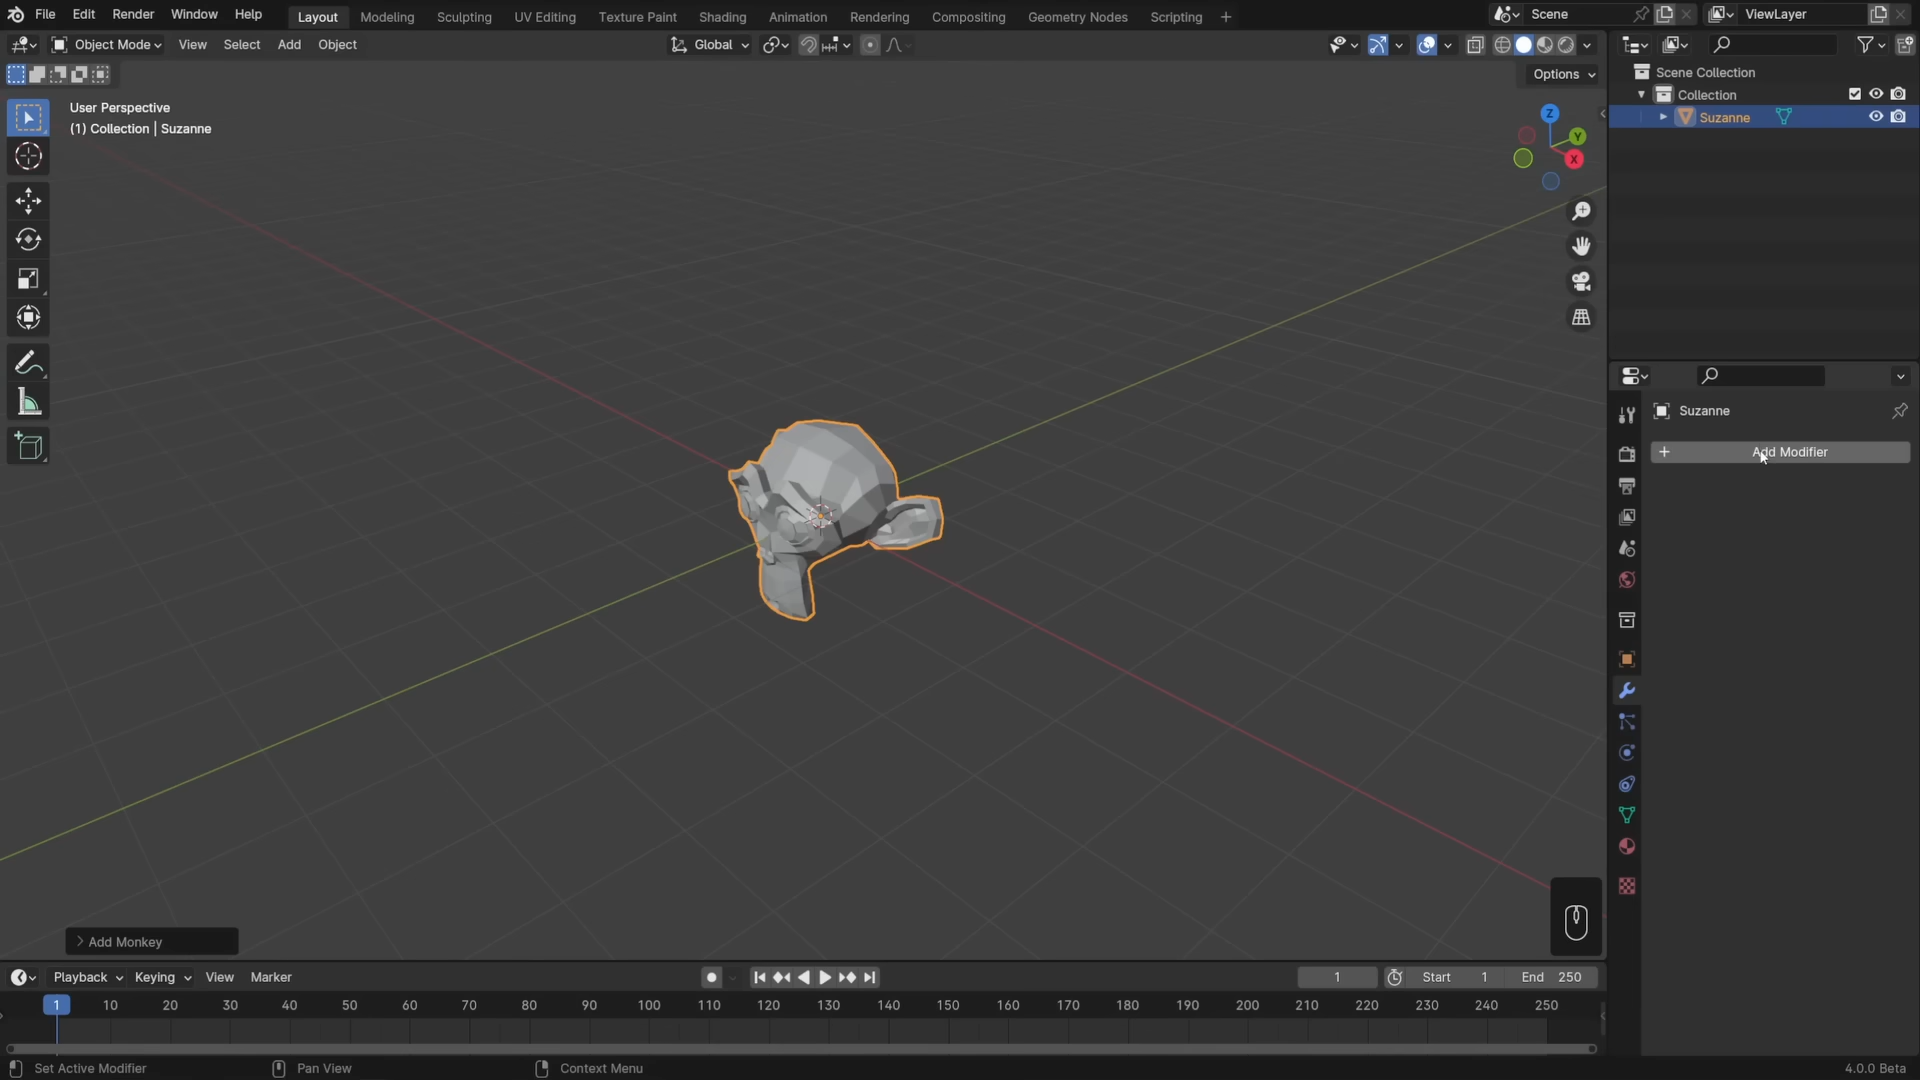 File Edit Render Window Help Layout Modeling Sculpting UV Editing Texture Paint Shading Animation Rendering Compositing Geometry Nodes Scripting + Scene ViewLayer
Object Mode View Select Add Object Global
Options
User Perspective
(1) Collection | Suzanne
Z
Y
X
Scene Collection
Collection
Suzanne
Suzanne
+ Add Modifier
Add Monkey
Playback Keying View Marker 1 Start 1 End 250
1 10 20 30 40 50 60 70 80 90 100 110 120 130 140 150 160 170 180 190 200 210 220 230 240 250
Set Active Modifier Pan View Context Menu 4.0.0 Beta